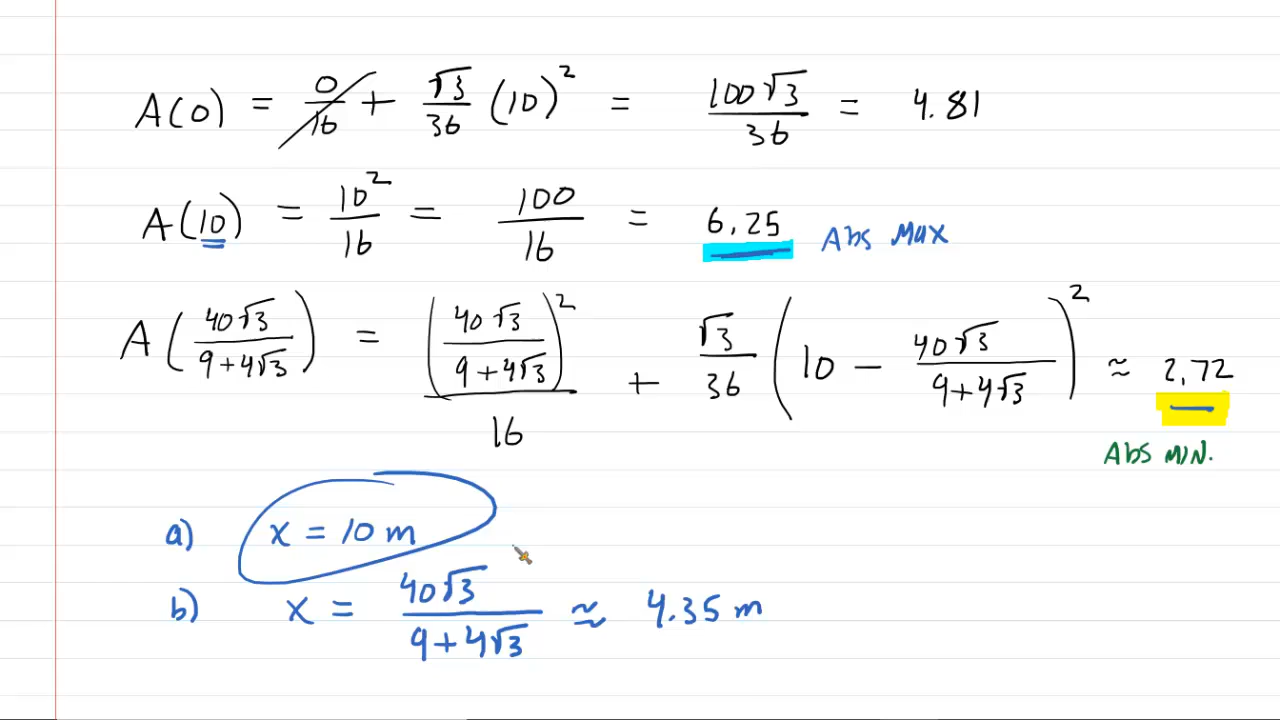 A(0) = 0/16 + √3/36 (10)² = 100√3/36 = 4.81
A(10) = 10²/16 = 100/16 = 6.25 Abs Max
A(40√3/(9+4√3)) = (40√3/(9+4√3))²/16 + √3/36 (10 − 40√3/(9+4√3))² ≈ 2.72
Abs MIN.
a) x = 10 m
b) x = 40√3/(9+4√3) ≈ 4.35 m